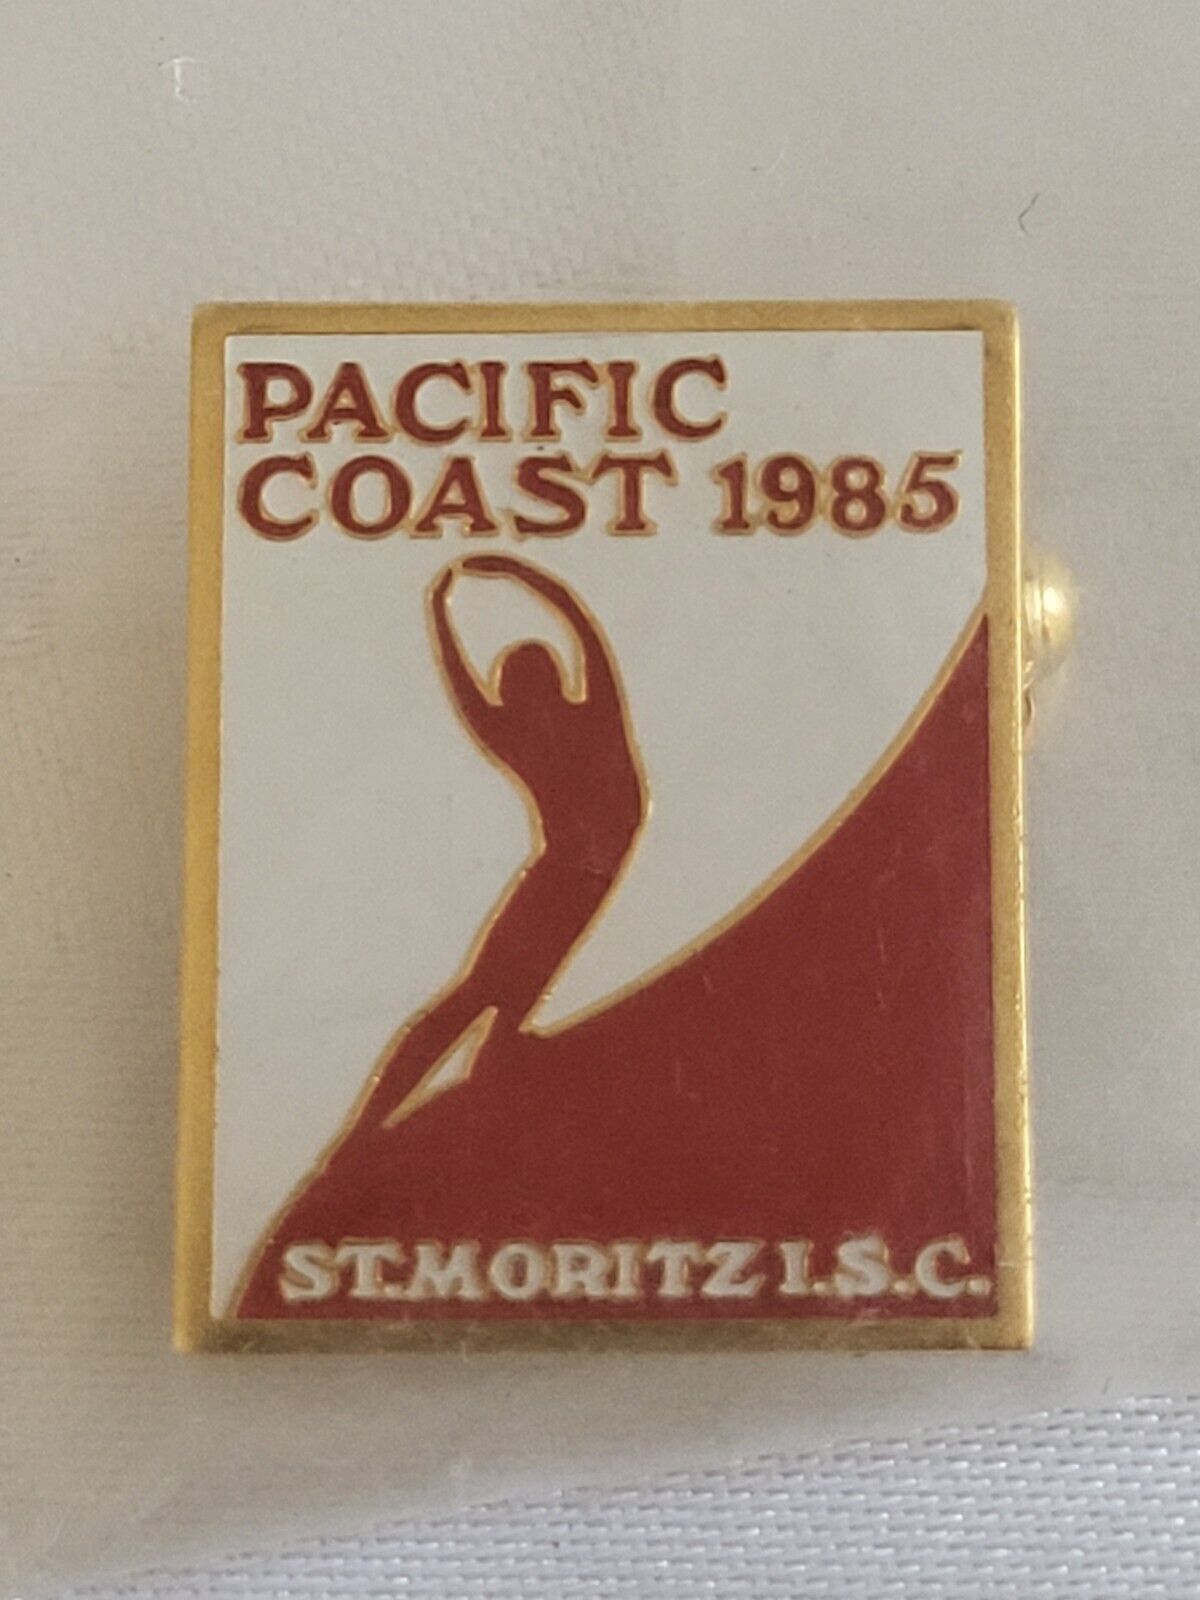 PACIFIC
COAST 1985
ST.MORITZ I.S.C.